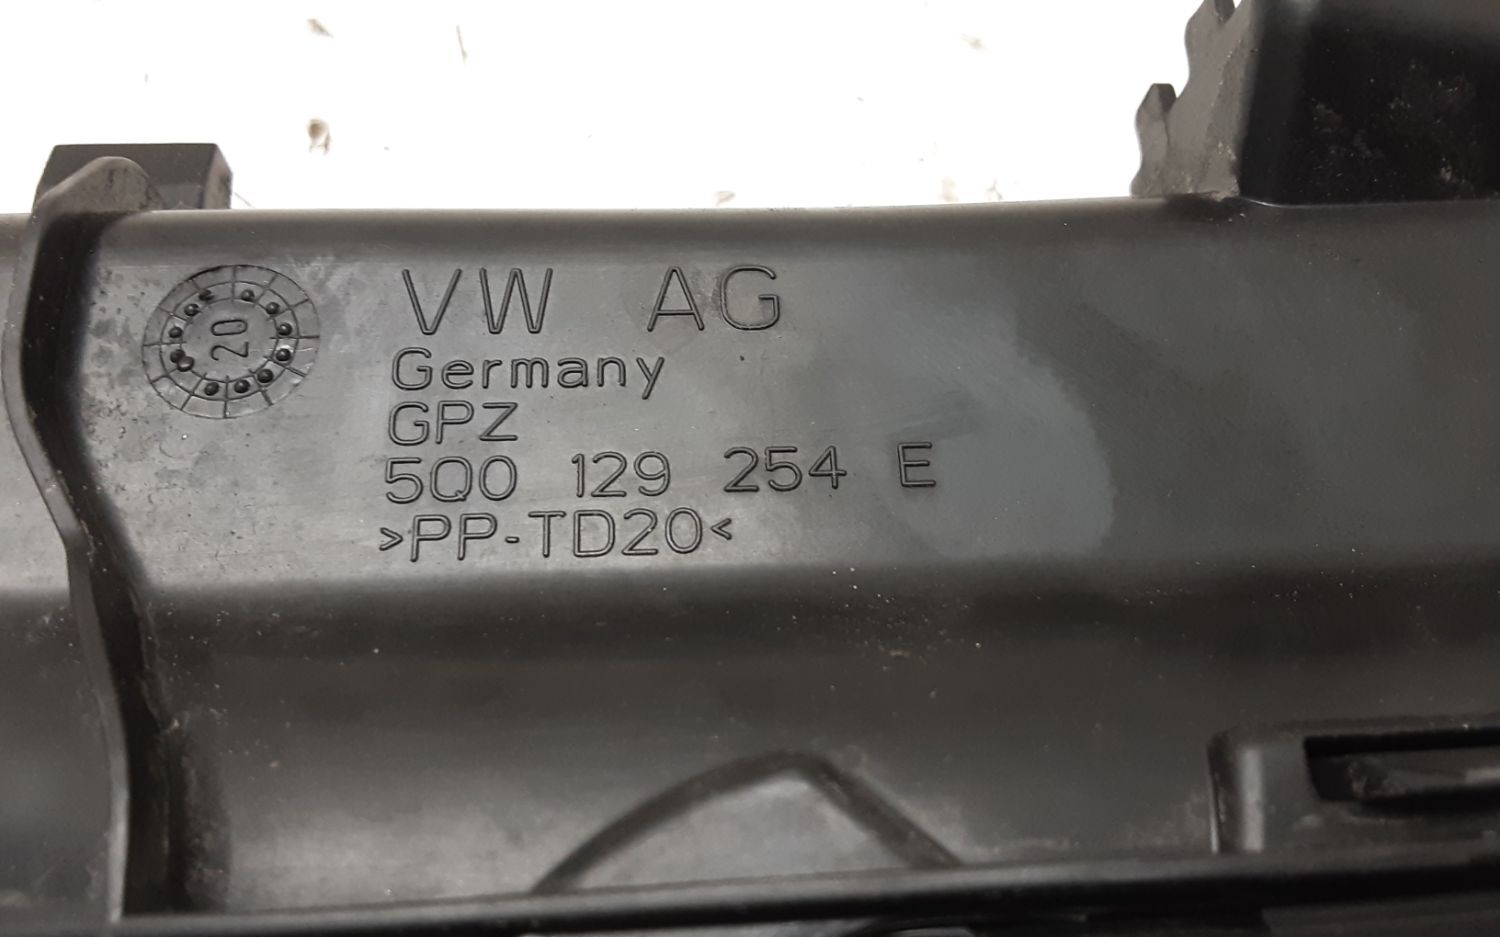 VW AG
Germany
GPZ
5Q0 129 254 E
>PP-TD20<
20